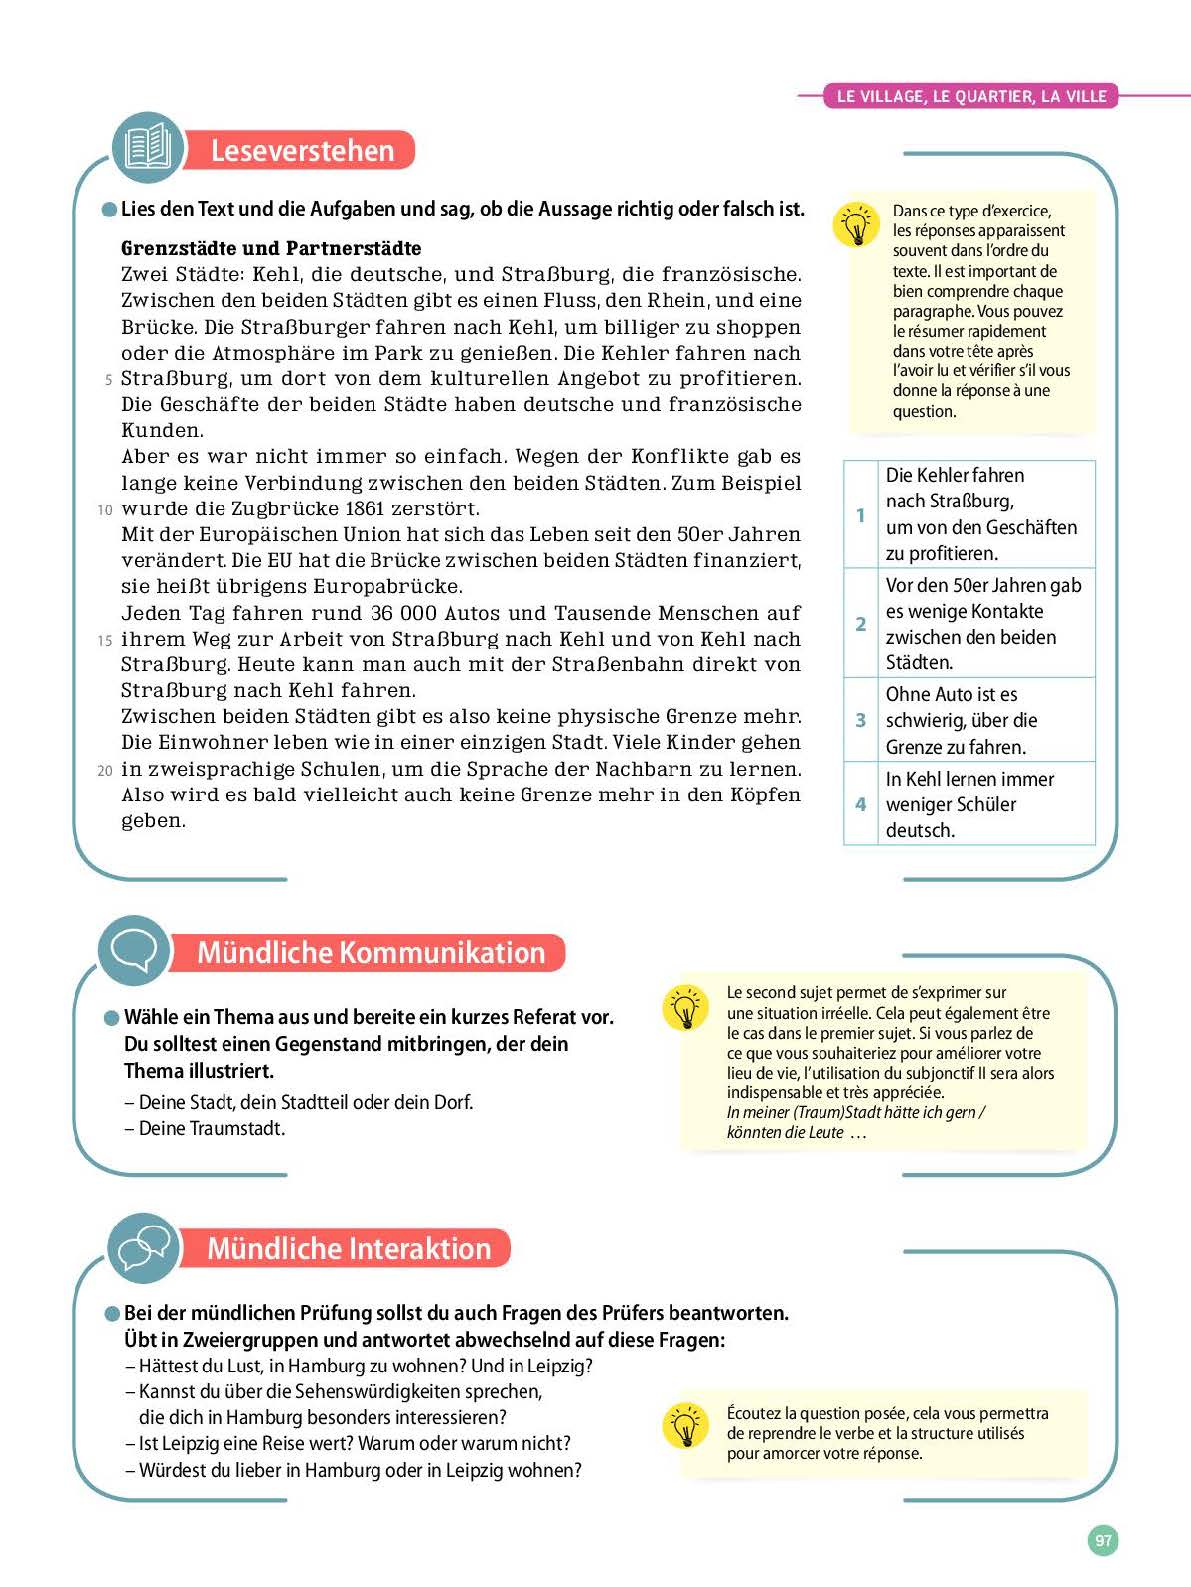 LE VILLAGE, LE QUARTIER, LA VILLE
Leseverstehen
Lies den Text und die Aufgaben und sag, ob die Aussage richtig oder falsch ist.
Grenzstädte und Partnerstädte
Zwei Städte: Kehl, die deutsche, und Straßburg, die französische.
Zwischen den beiden Städten gibt es einen Fluss, den Rhein, und eine
Brücke. Die Straßburger fahren nach Kehl, um billiger zu shoppen
oder die Atmosphäre im Park zu genießen. Die Kehler fahren nach
5 Straßburg, um dort von dem kulturellen Angebot zu profitieren.
Die Geschäfte der beiden Städte haben deutsche und französische
Kunden.
Aber es war nicht immer so einfach. Wegen der Konflikte gab es
lange keine Verbindung zwischen den beiden Städten. Zum Beispiel
10 wurde die Zugbrücke 1861 zerstört.
Mit der Europäischen Union hat sich das Leben seit den 50er Jahren
verändert. Die EU hat die Brücke zwischen beiden Städten finanziert,
sie heißt übrigens Europabrücke.
Jeden Tag fahren rund 36 000 Autos und Tausende Menschen auf
15 ihrem Weg zur Arbeit von Straßburg nach Kehl und von Kehl nach
Straßburg. Heute kann man auch mit der Straßenbahn direkt von
Straßburg nach Kehl fahren.
Zwischen beiden Städten gibt es also keine physische Grenze mehr.
Die Einwohner leben wie in einer einzigen Stadt. Viele Kinder gehen
20 in zweisprachige Schulen, um die Sprache der Nachbarn zu lernen.
Also wird es bald vielleicht auch keine Grenze mehr in den Köpfen
geben.
Dans ce type d'exercice,
les réponses apparaissent
souvent dans l'ordre du
texte. Il est important de
bien comprendre chaque
paragraphe. Vous pouvez
le résumer rapidement
dans votre tête après
l'avoir lu et vérifier s'il vous
donne la réponse à une
question.
1
Die Kehler fahren
nach Straßburg,
um von den Geschäften
zu profitieren.
2
Vor den 50er Jahren gab
es wenige Kontakte
zwischen den beiden
Städten.
3
Ohne Auto ist es
schwierig, über die
Grenze zu fahren.
4
In Kehl lernen immer
weniger Schüler
deutsch.
Mündliche Kommunikation
Wähle ein Thema aus und bereite ein kurzes Referat vor.
Du solltest einen Gegenstand mitbringen, der dein
Thema illustriert.
– Deine Stadt, dein Stadtteil oder dein Dorf.
– Deine Traumstadt.
Le second sujet permet de s'exprimer sur
une situation irréelle. Cela peut également être
le cas dans le premier sujet. Si vous parlez de
ce que vous souhaiteriez pour améliorer votre
lieu de vie, l'utilisation du subjonctif II sera alors
indispensable et très appréciée.
In meiner (Traum)Stadt hätte ich gern /
könnten die Leute …
Mündliche Interaktion
Bei der mündlichen Prüfung sollst du auch Fragen des Prüfers beantworten.
Übt in Zweiergruppen und antwortet abwechselnd auf diese Fragen:
– Hättest du Lust, in Hamburg zu wohnen? Und in Leipzig?
– Kannst du über die Sehenswürdigkeiten sprechen,
die dich in Hamburg besonders interessieren?
– Ist Leipzig eine Reise wert? Warum oder warum nicht?
– Würdest du lieber in Hamburg oder in Leipzig wohnen?
Écoutez la question posée, cela vous permettra
de reprendre le verbe et la structure utilisés
pour amorcer votre réponse.
97